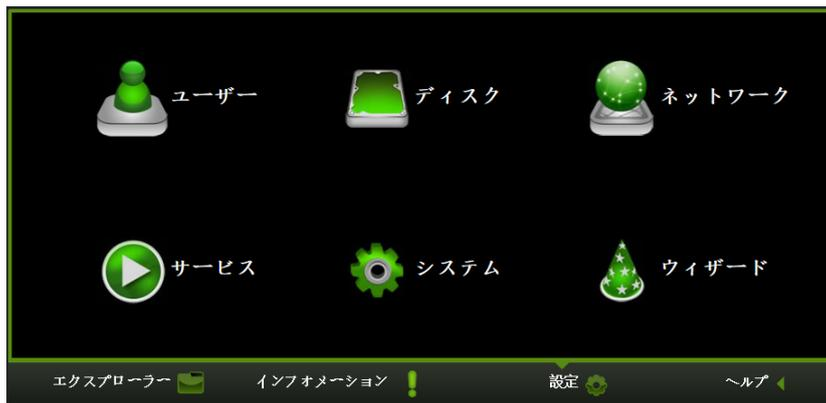 ユーザー ディスク ネットワーク
サービス システム ウィザード
エクスプローラー インフォメーション 設定 ヘルプ